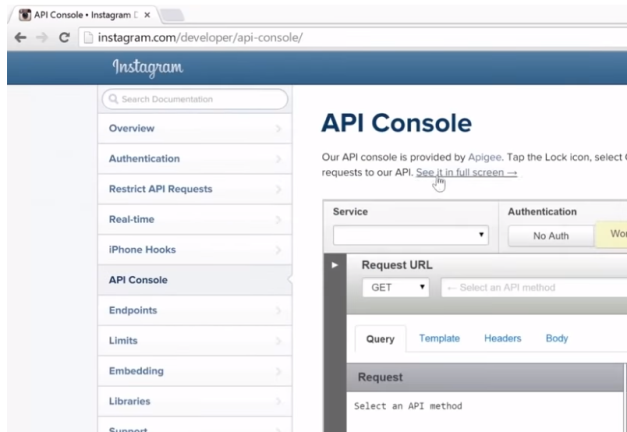 API Console • Instagram
instagram.com/developer/api-console/
Instagram
Search Documentation
Overview
Authentication
Restrict API Requests
Real-time
iPhone Hooks
API Console
Endpoints
Limits
Embedding
Libraries
Support
API Console
Our API console is provided by Apigee. Tap the Lock icon, select
requests to our API. See it in full screen →
Service
Authentication
No Auth
Request URL
GET
← Select an API method
Query Template Headers Body
Request
Select an API method